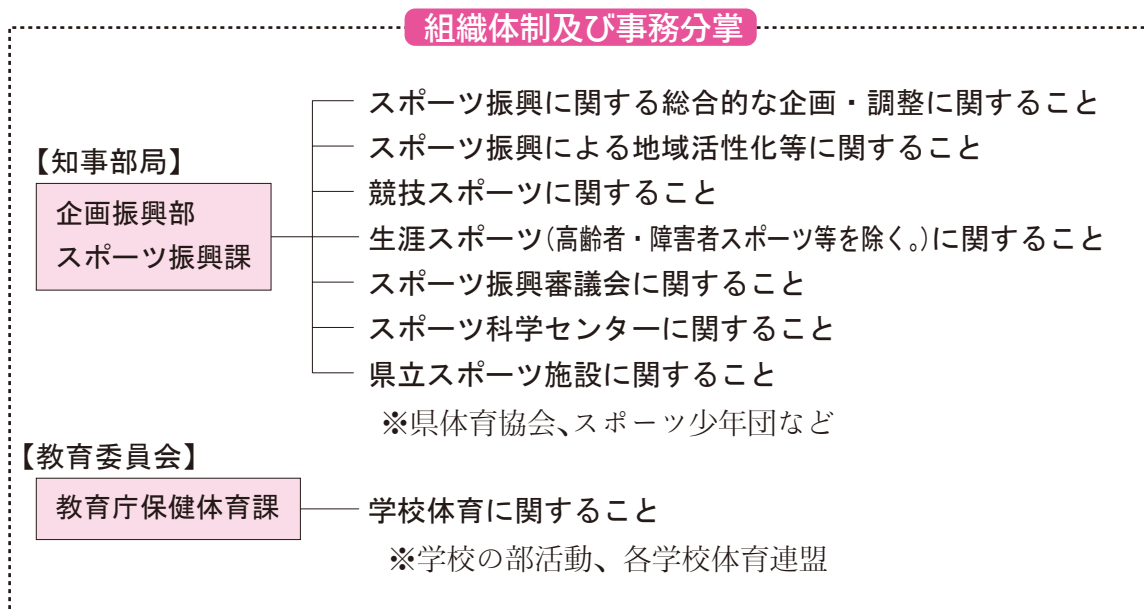 組織体制及び事務分掌
【知事部局】
企画振興部
スポーツ振興課
スポーツ振興に関する総合的な企画・調整に関すること
スポーツ振興による地域活性化等に関すること
競技スポーツに関すること
生涯スポーツ(高齢者・障害者スポーツ等を除く。)に関すること
スポーツ振興審議会に関すること
スポーツ科学センターに関すること
県立スポーツ施設に関すること
※県体育協会、スポーツ少年団など
【教育委員会】
教育庁保健体育課
学校体育に関すること
※学校の部活動、各学校体育連盟